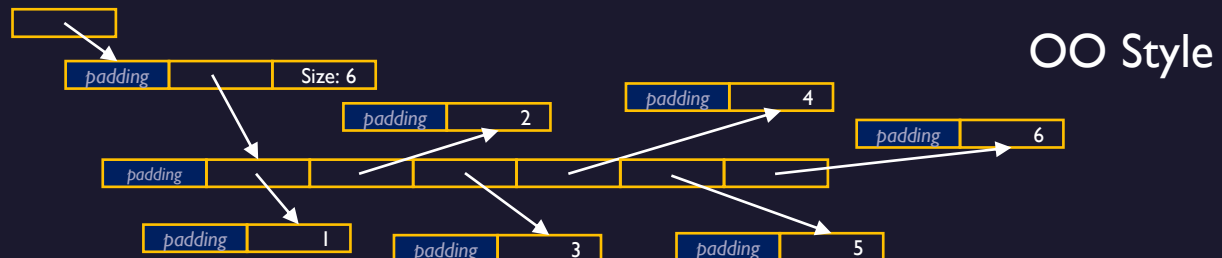 OO Style
padding Size: 6
padding 4
padding 2
padding 6
padding
padding 1
padding 3
padding 5